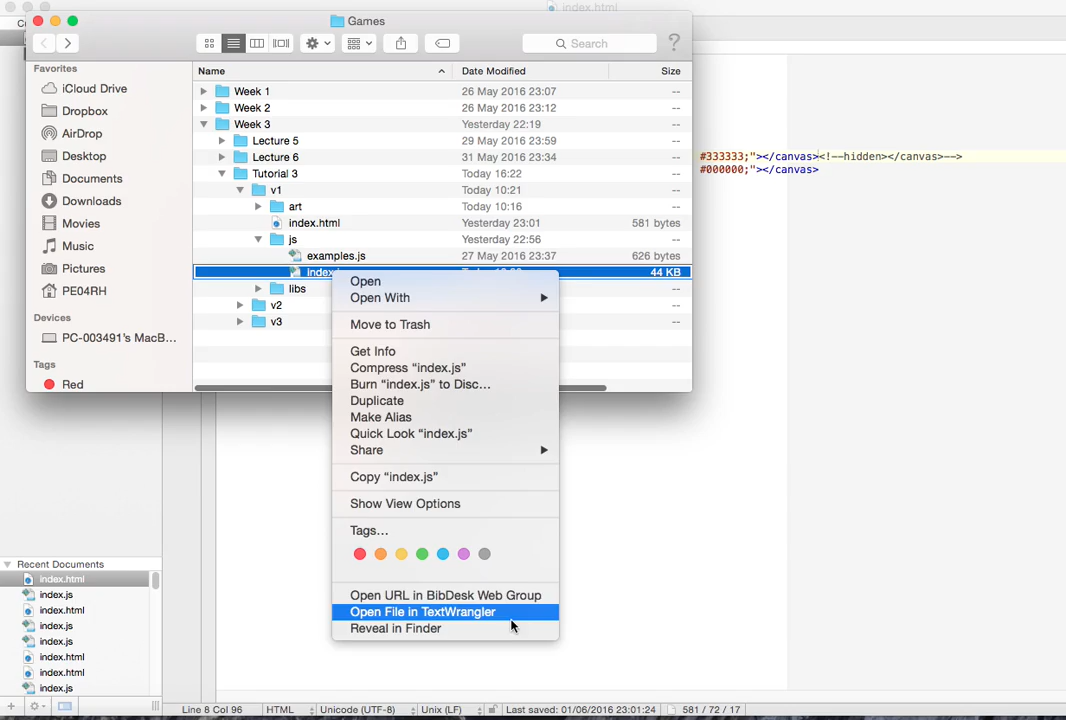 index.html
Games
Search
?
Favorites
iCloud Drive
Dropbox
AirDrop
Desktop
Documents
Downloads
Movies
Music
Pictures
PE04RH
Devices
PC-003491's MacB...
Tags
Red
Name Date Modified Size
Week 1 26 May 2016 23:07 --
Week 2 26 May 2016 23:12 --
Week 3 Yesterday 22:19 --
Lecture 5 29 May 2016 23:59 --
Lecture 6 31 May 2016 23:34 --
Tutorial 3 Today 16:22 --
v1 Today 10:21 --
art Today 10:16 --
index.html Yesterday 23:01 581 bytes
js Yesterday 22:56 --
examples.js 27 May 2016 23:37 626 bytes
44 KB
libs --
v2 --
v3 --
Open
Open With
Move to Trash
Get Info
Compress “index.js”
Burn “index.js” to Disc...
Duplicate
Make Alias
Quick Look “index.js”
Share
Copy “index.js”
Show View Options
Tags...
Open URL in BibDesk Web Group
Open File in TextWrangler
Reveal in Finder
#333333;"></canvas><!--hidden></canvas>-->
#000000;"></canvas>
Recent Documents
index.html
index.js
index.html
index.js
index.js
index.html
index.html
index.js
Line 8 Col 96 HTML Unicode (UTF-8) Unix (LF) Last saved: 01/06/2016 23:01:24 581 / 72 / 17